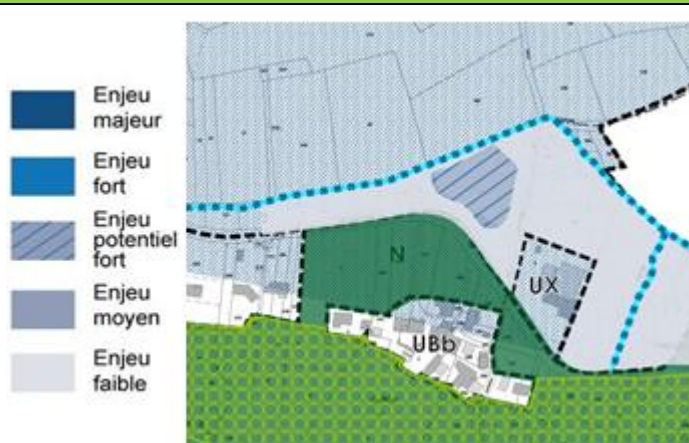 Enjeu
majeur
Enjeu
fort
Enjeu
potentiel
fort
Enjeu
moyen
Enjeu
faible
N
UX
UBb